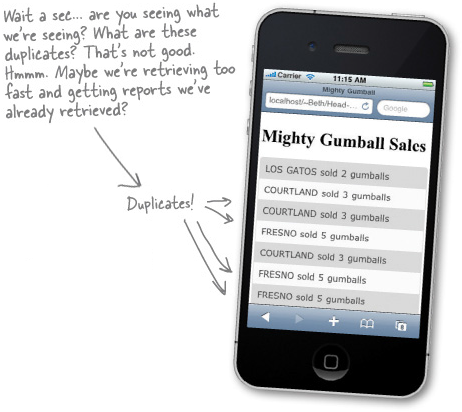 Wait a sec... are you seeing what
we're seeing? What are these
duplicates? That's not good.
Hmmm. Maybe we're retrieving too
fast and getting reports we've
already retrieved?
Duplicates!
Carrier
11:15 AM
Mighty Gumball
localhost/~Beth/Head-...
Google
Mighty Gumball Sales
LOS GATOS sold 2 gumballs
COURTLAND sold 3 gumballs
COURTLAND sold 3 gumballs
FRESNO sold 5 gumballs
COURTLAND sold 3 gumballs
FRESNO sold 5 gumballs
FRESNO sold 5 gumballs